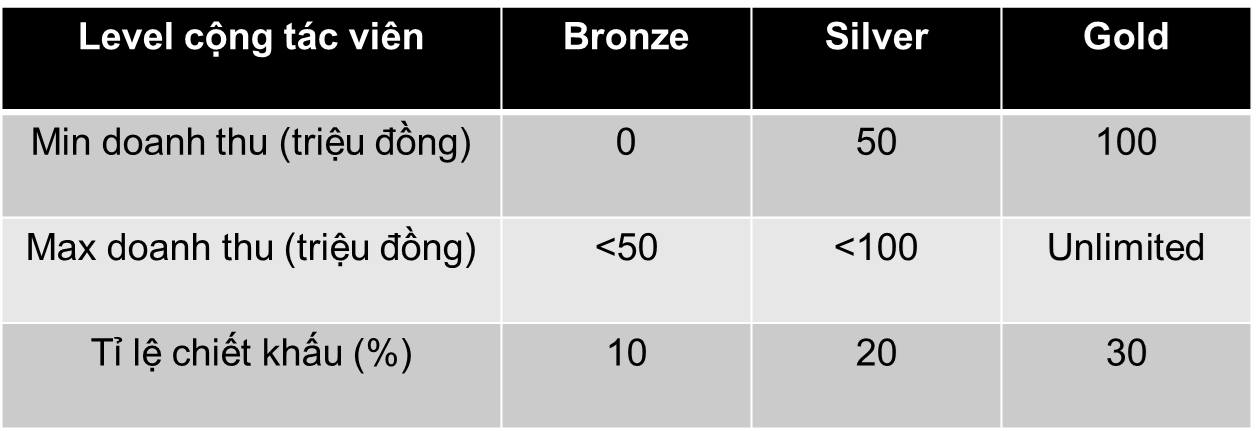 Level cộng tác viên Bronze Silver Gold
Min doanh thu (triệu đồng) 0 50 100
Max doanh thu (triệu đồng) <50 <100 Unlimited
Tỉ lệ chiết khấu (%) 10 20 30